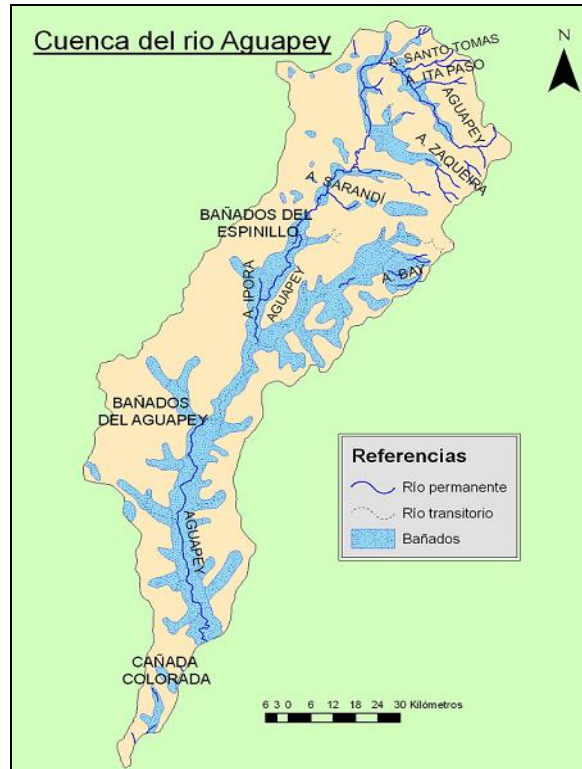 Cuenca del rio Aguapey
N
A. SANTO TOMAS
A. ITA PASO
AGUAPEY
A. ZAQUEIRA
A. SARANDÍ
BAÑADOS DEL
ESPINILLO
A. BAY
A. IPORA
AGUAPEY
BAÑADOS
DEL AGUAPEY
Referencias
Río permanente
Río transitorio
Bañados
AGUAPEY
CAÑADA
COLORADA
6 3 0 6 12 18 24 30 Kilómetros